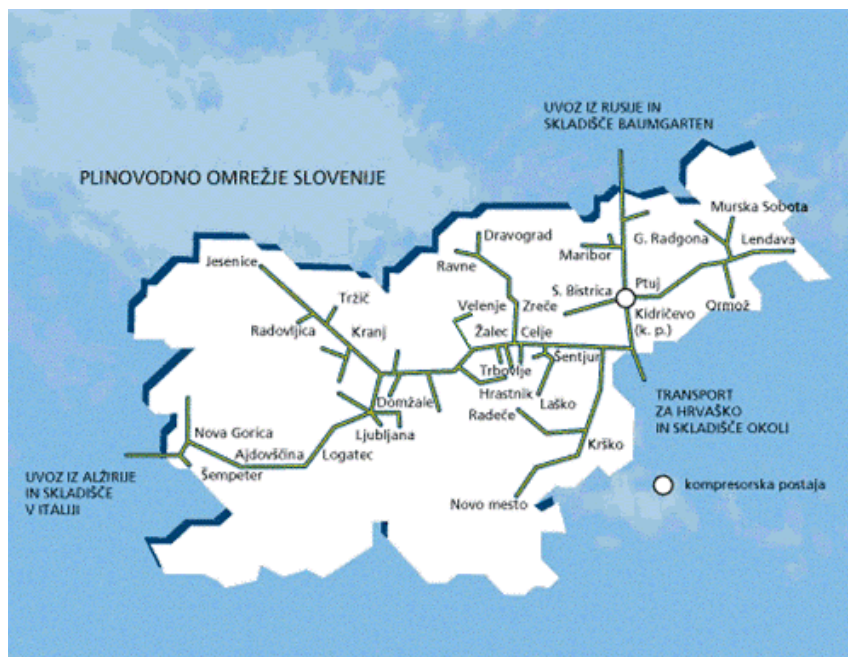 UVOZ IZ RUSIJE IN
SKLADIŠČE BAUMGARTEN
PLINOVODNO OMREŽJE SLOVENIJE
Murska Sobota
Dravograd
G. Radgona
Lendava
Maribor
Jesenice
Ravne
Ptuj
S. Bistrica
Tržič
Velenje
Zreče
Ormož
Kidričevo
(k. p.)
Radovljica
Kranj
Žalec
Celje
Šentjur
Trbovlje
Hrastnik
Domžale
Laško
TRANSPORT
ZA HRVAŠKO
IN SKLADIŠČE OKOLI
Radeče
Nova Gorica
Ljubljana
Krško
Ajdovščina
Logatec
UVOZ IZ ALŽIRIJE
IN SKLADIŠČE
V ITALIJI
Šempeter
kompresorska postaja
Novo mesto